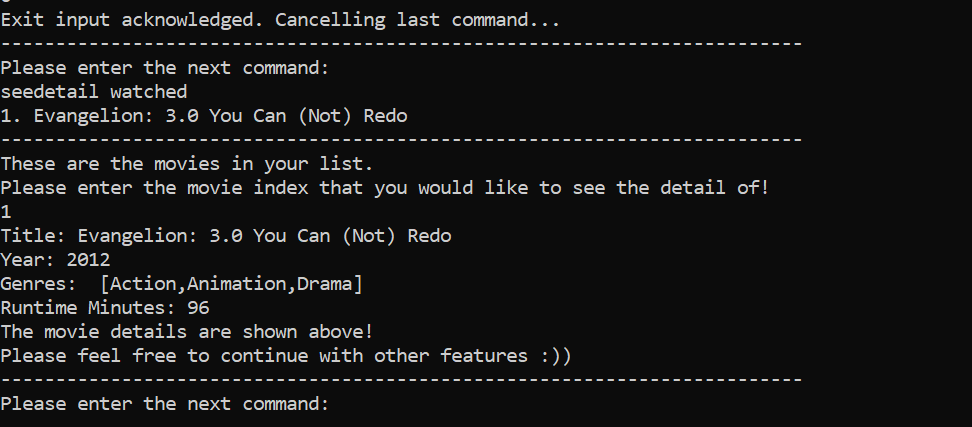 Exit input acknowledged. Cancelling last command...
-------------------------------------------------------------------------
Please enter the next command:
seedetail watched
1. Evangelion: 3.0 You Can (Not) Redo
-------------------------------------------------------------------------
These are the movies in your list.
Please enter the movie index that you would like to see the detail of!
1
Title: Evangelion: 3.0 You Can (Not) Redo
Year: 2012
Genres:  [Action,Animation,Drama]
Runtime Minutes: 96
The movie details are shown above!
Please feel free to continue with other features :))
-------------------------------------------------------------------------
Please enter the next command: